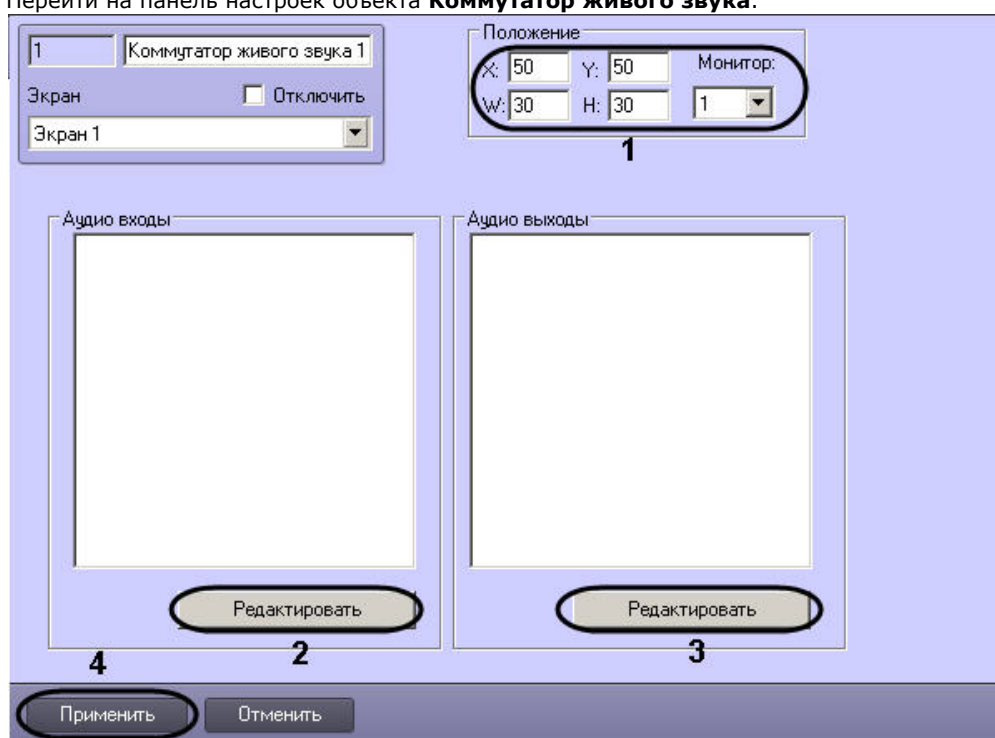 Перейти на панель настроек объекта Коммутатор живого звука.
1 Коммутатор живого звука 1
Экран Отключить
Экран 1
Положение
X: 50 Y: 50 Монитор:
W: 30 H: 30 1
1
Аудио входы
Аудио выходы
Редактировать
Редактировать
2
3
4
Применить Отменить